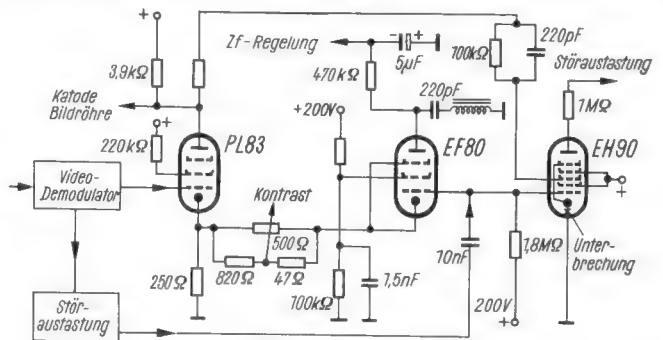 +
3,9kΩ
Katode
Bildröhre
+
220kΩ
PL83
Video-
Demodulator
Stör-
austastung
250Ω
820Ω
47Ω
500Ω
Kontrast
Zf-Regelung
- +
5µF
470kΩ
220pF
+200V
EF80
100kΩ
1,5nF
10nF
100kΩ
220pF
Störaustastung
1MΩ
EH90
+
1,8MΩ
200V
+
Unter-
brechung